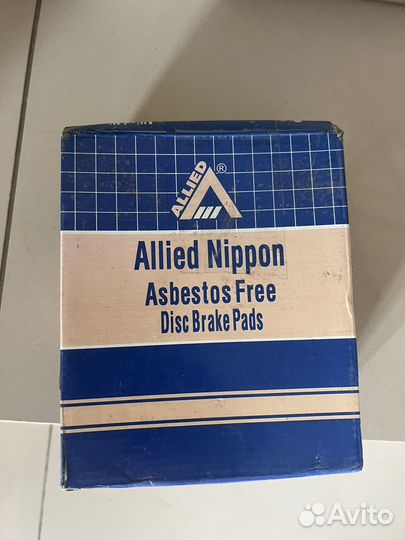 ALLIED
®
Allied Nippon
Asbestos Free
Disc Brake Pads
Avito